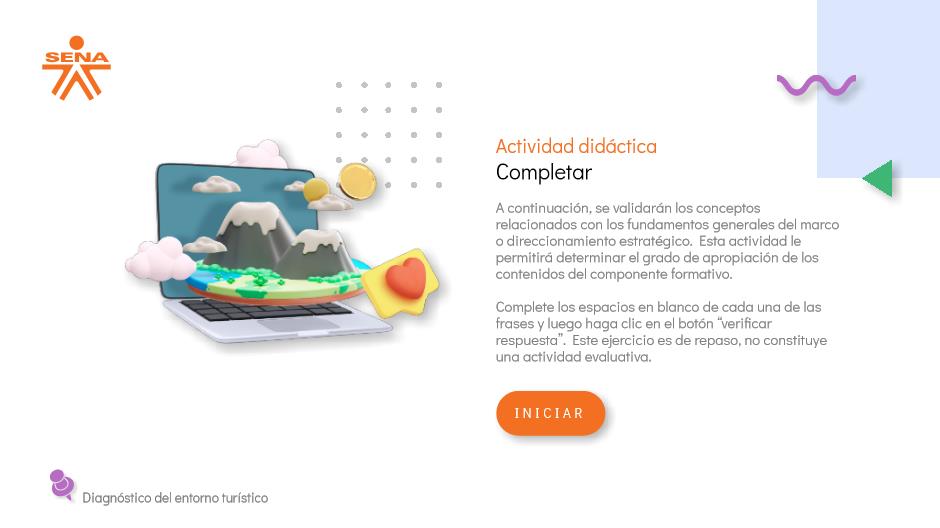 SENA
Actividad didáctica
Completar
A continuación, se validarán los conceptos
relacionados con los fundamentos generales del marco
o direccionamiento estratégico. Esta actividad le
permitirá determinar el grado de apropiación de los
contenidos del componente formativo.
Complete los espacios en blanco de cada una de las
frases y luego haga clic en el botón “verificar
respuesta”. Este ejercicio es de repaso, no constituye
una actividad evaluativa.
INICIAR
Diagnóstico del entorno turístico